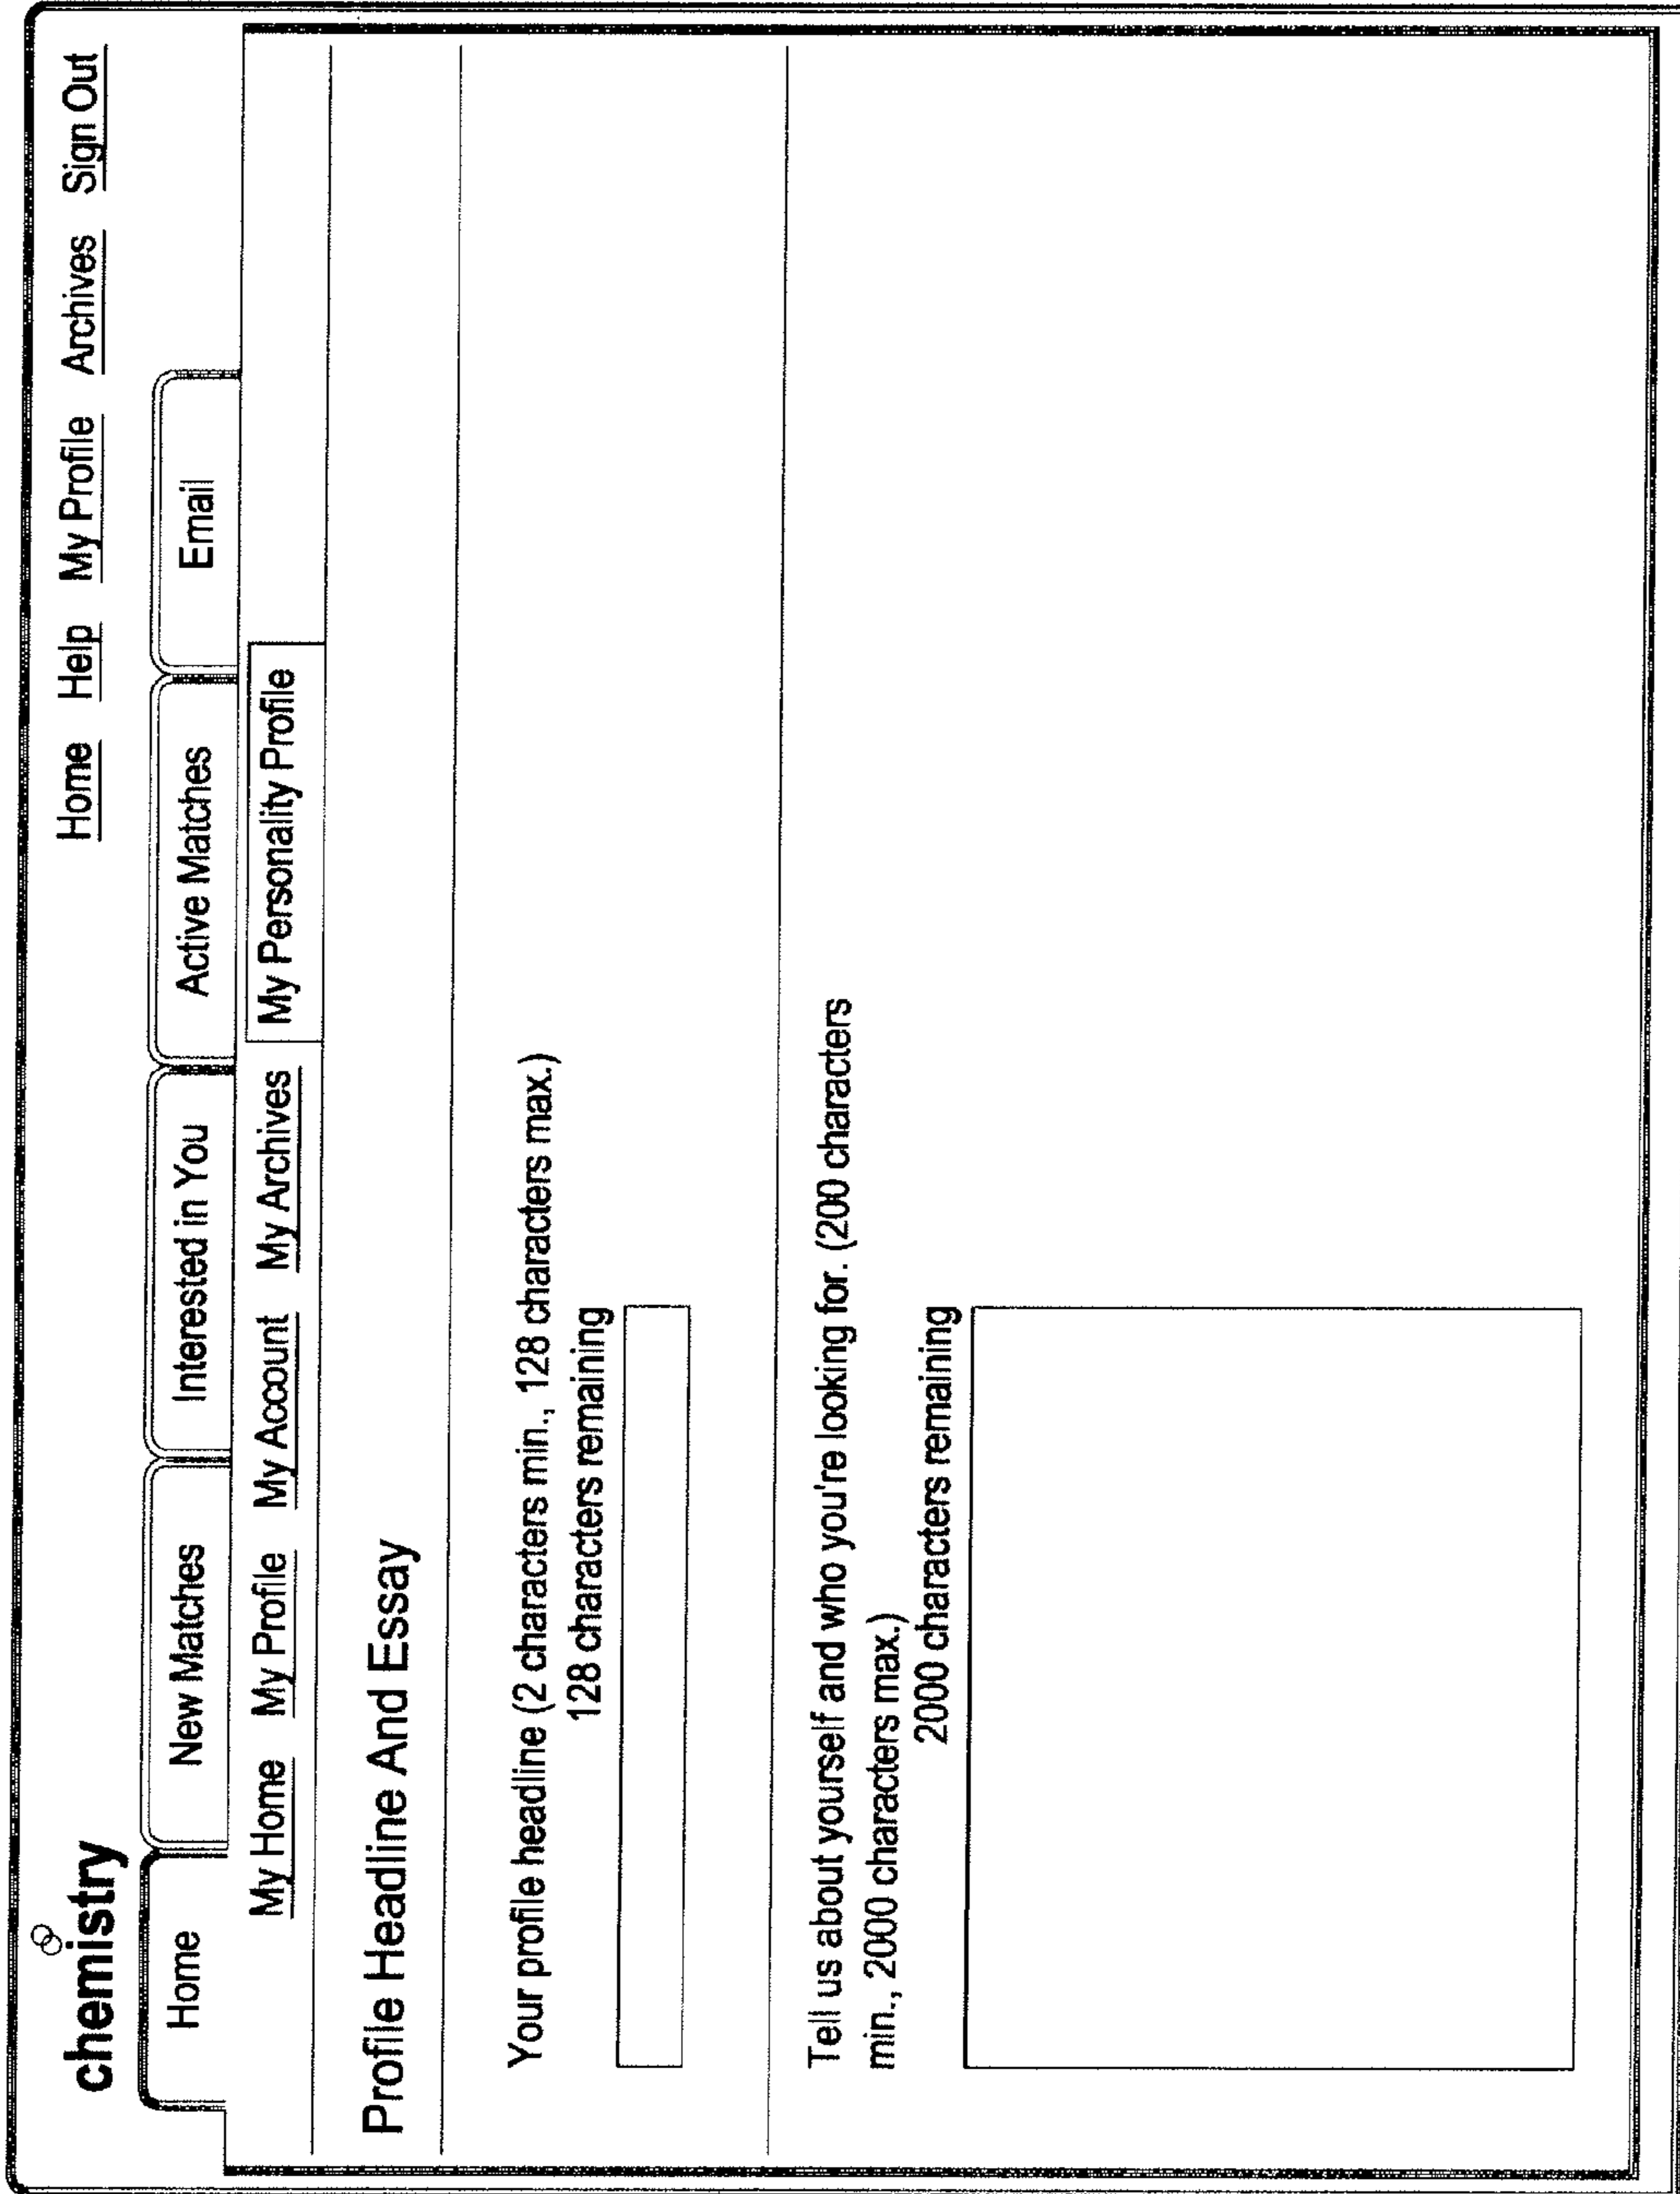 chemistry
Home Help My Profile Archives Sign Out
Home New Matches Interested in You Active Matches Email
My Home My Profile My Account My Archives My Personality Profile
Profile Headline And Essay
Your profile headline (2 characters min., 128 characters max.)
128 characters remaining
Tell us about yourself and who you're looking for. (200 characters
min., 2000 characters max.)
2000 characters remaining